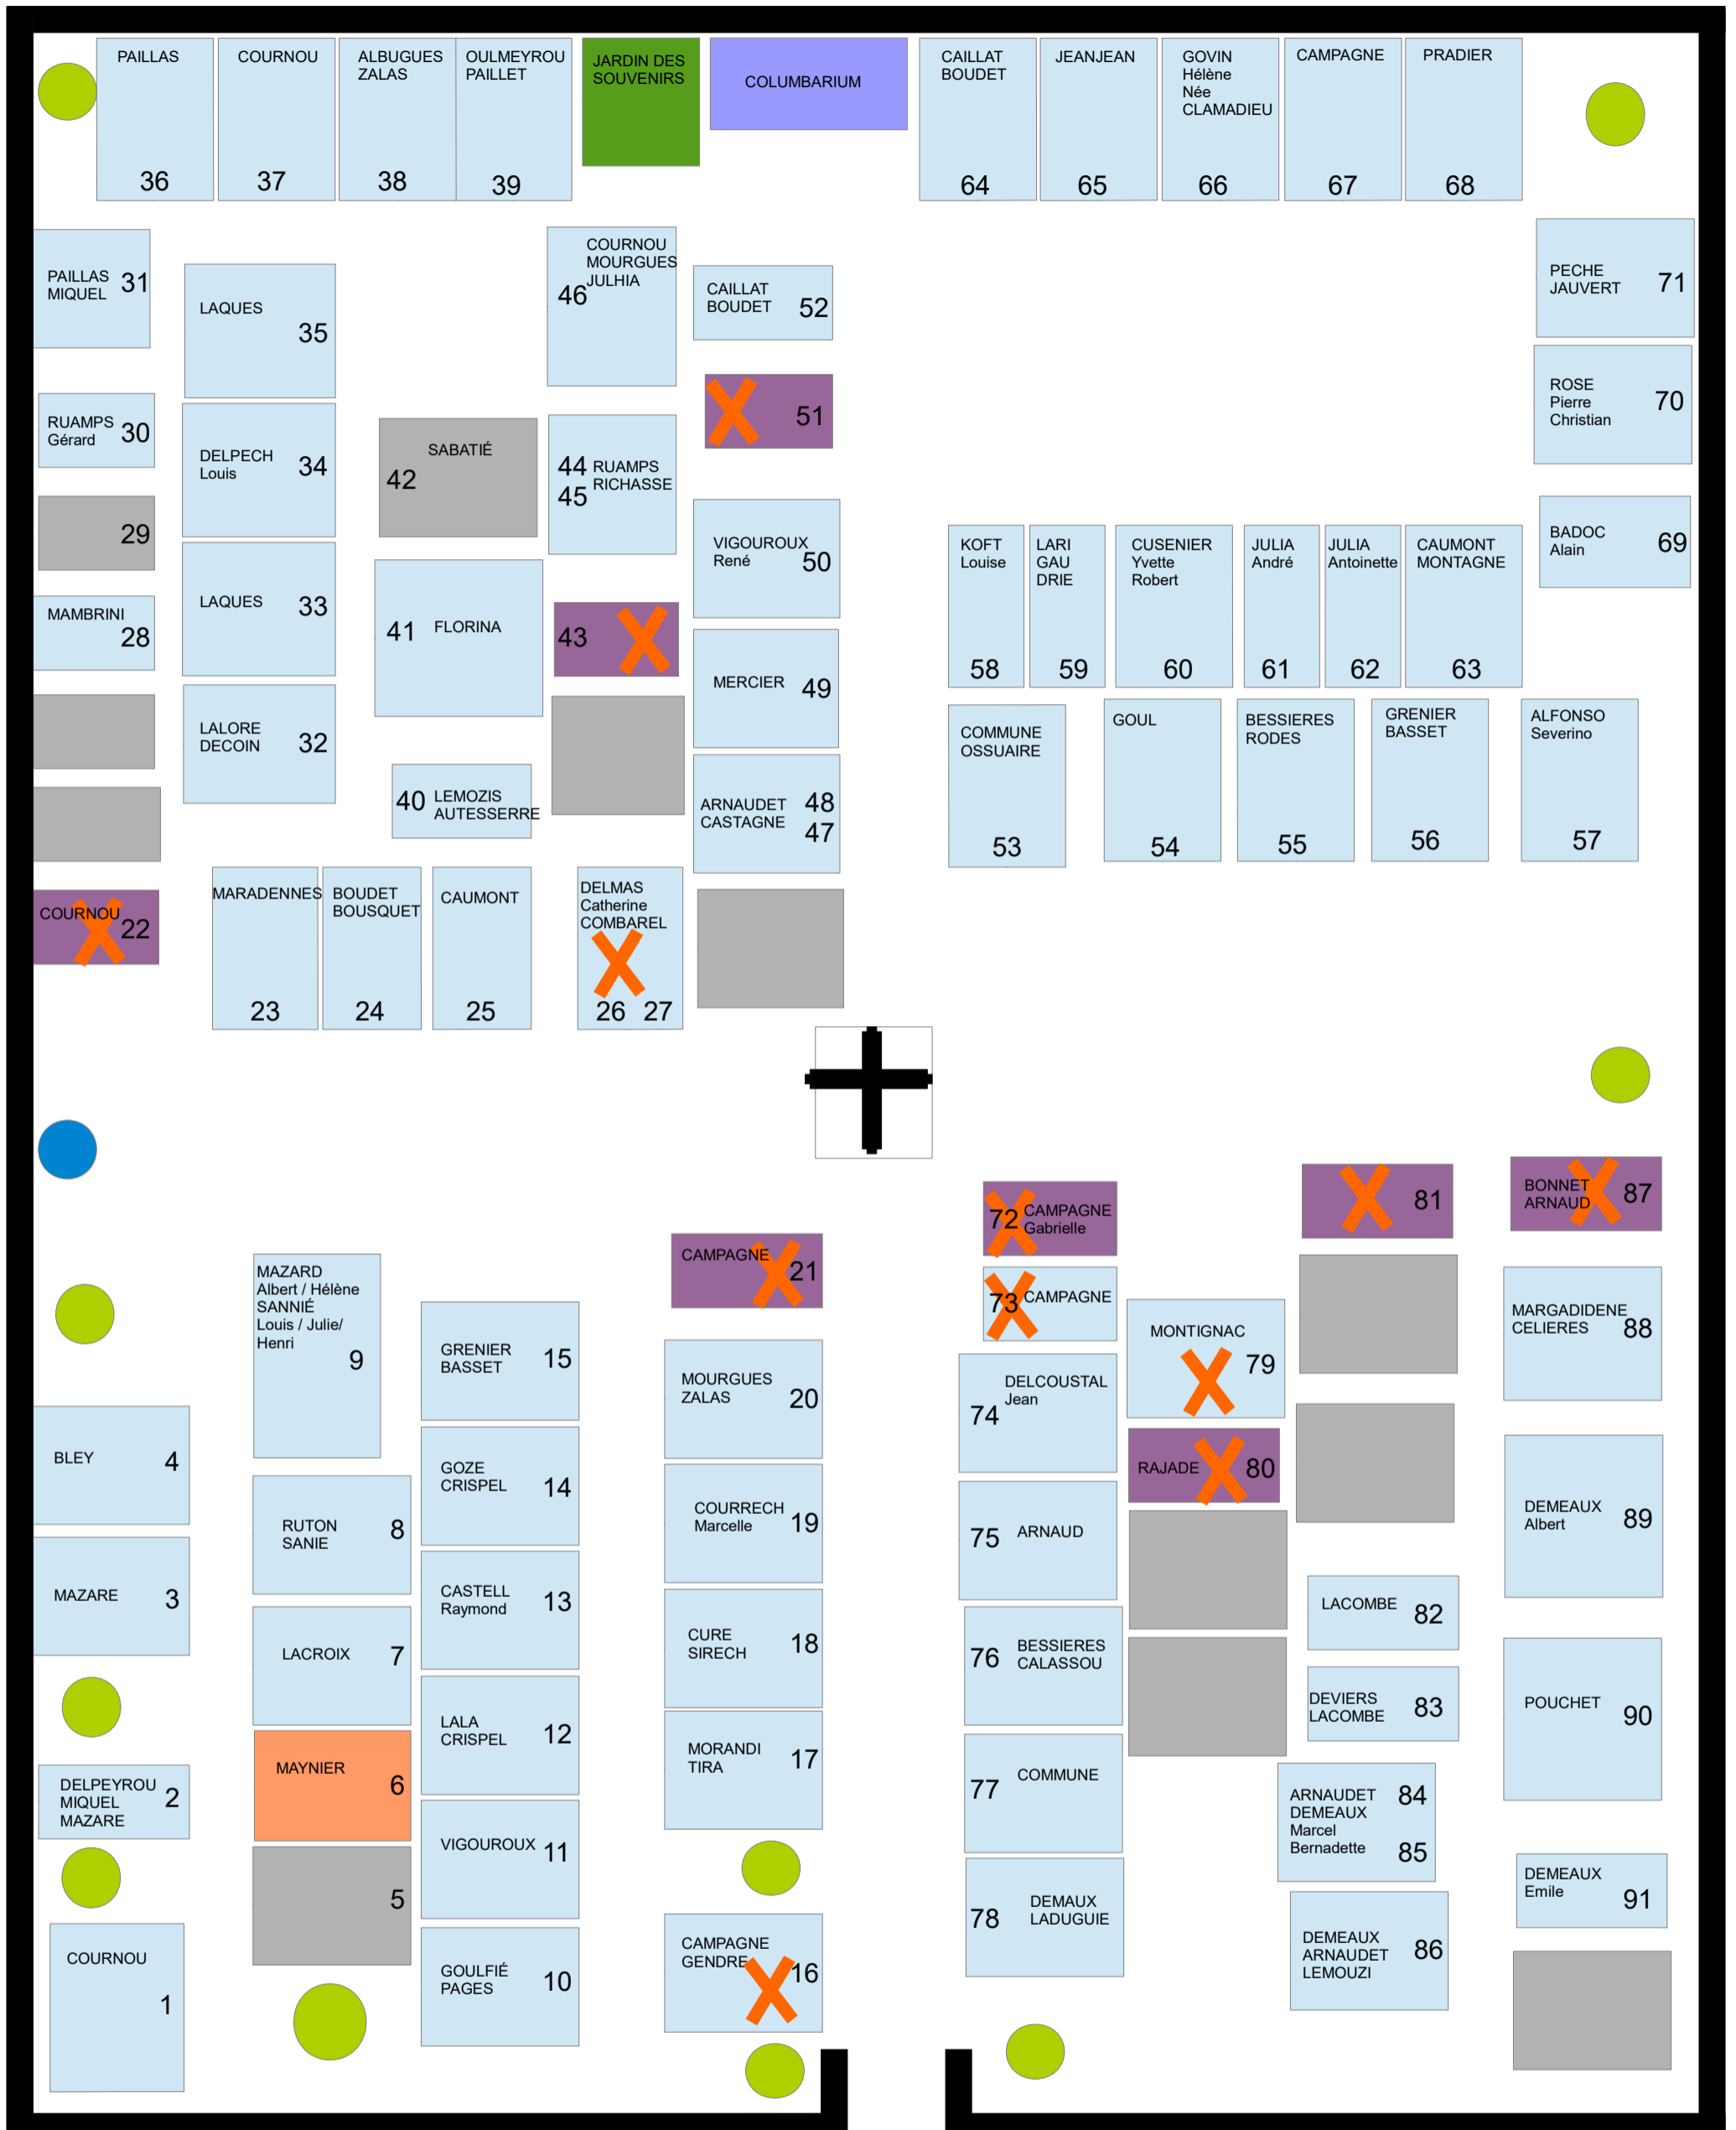 PAILLAS
36
COURNOU
37
ALBUGUES
ZALAS
38
OULMEYROU
PAILLET
39
JARDIN DES
SOUVENIRS
COLUMBARIUM
CAILLAT
BOUDET
64
JEANJEAN
65
GOVIN
Hélène
Née
CLAMADIEU
66
CAMPAGNE
67
PRADIER
68
PAILLAS
MIQUEL
31
LAQUES
35
COURNOU
MOURGUES
JULHIA
46
CAILLAT
BOUDET
52
PECHE
JAUVERT
71
RUAMPS
Gérard
30
DELPECH
Louis
34
SABATIÉ
42
44
45
RUAMPS
RICHASSE
51
ROSE
Pierre
Christian
70
29
VIGOUROUX
René
50
BADOC
Alain
69
MAMBRINI
28
LAQUES
33
41
FLORINA
43
MERCIER
49
KOFT
Louise
58
LARI
GAU
DRIE
59
CUSENIER
Yvette
Robert
60
JULIA
André
61
JULIA
Antoinette
62
CAUMONT
MONTAGNE
63
LALORE
DECOIN
32
40
LEMOZIS
AUTESSERRE
ARNAUDET
CASTAGNE
48
47
COMMUNE
OSSUAIRE
53
GOUL
54
BESSIERES
RODES
55
GRENIER
BASSET
56
ALFONSO
Severino
57
COURNOU
22
MARADENNES
23
BOUDET
BOUSQUET
24
CAUMONT
25
DELMAS
Catherine
COMBAREL
26
27
72
CAMPAGNE
Gabrielle
81
BONNET
ARNAUD
87
CAMPAGNE
21
73
CAMPAGNE
MAZARD
Albert / Hélène
SANNIÉ
Louis / Julie/
Henri
9
GRENIER
BASSET
15
MOURGUES
ZALAS
20
DELCOUSTAL
Jean
74
MONTIGNAC
79
MARGADIDENE
CELIERES
88
BLEY
4
GOZE
CRISPEL
14
COURRECH
Marcelle
19
RAJADE
80
DEMEAUX
Albert
89
RUTON
SANIE
8
75
ARNAUD
MAZARE
3
CASTELL
Raymond
13
CURE
SIRECH
18
76
BESSIERES
CALASSOU
LACOMBE
82
LACROIX
7
DEVIERS
LACOMBE
83
POUCHET
90
LALA
CRISPEL
12
MORANDI
TIRA
17
MAYNIER
6
77
COMMUNE
DELPEYROU
MIQUEL
MAZARE
2
ARNAUDET
DEMEAUX
Marcel
Bernadette
84
85
VIGOUROUX
11
5
78
DEMAUX
LADUGUIE
DEMEAUX
Emile
91
COURNOU
1
GOULFIÉ
PAGES
10
CAMPAGNE
GENDRE
16
DEMEAUX
ARNAUDET
LEMOUZI
86